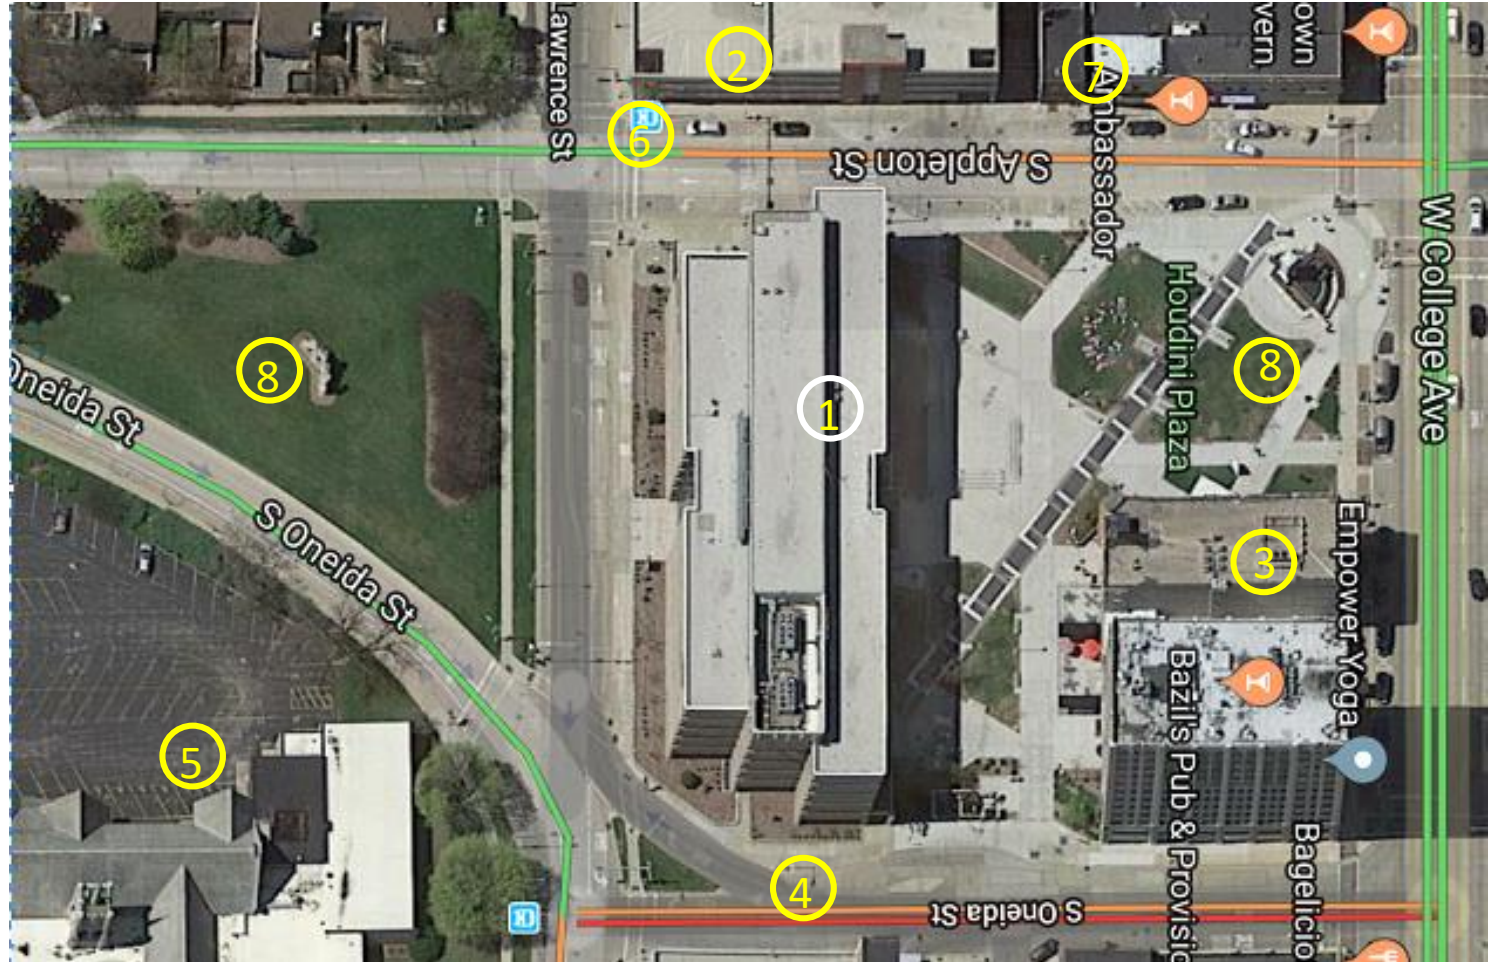 Lawrence St
2
7
own
vern
6
Ambassador
S Appleton St
W College Ave
Houdini Plaza
8
8
1
Oneida St
S Oneida St
3
Empower Yoga
5
Bazil's Pub & Provisi
Bagelicio
4
S Oneida St